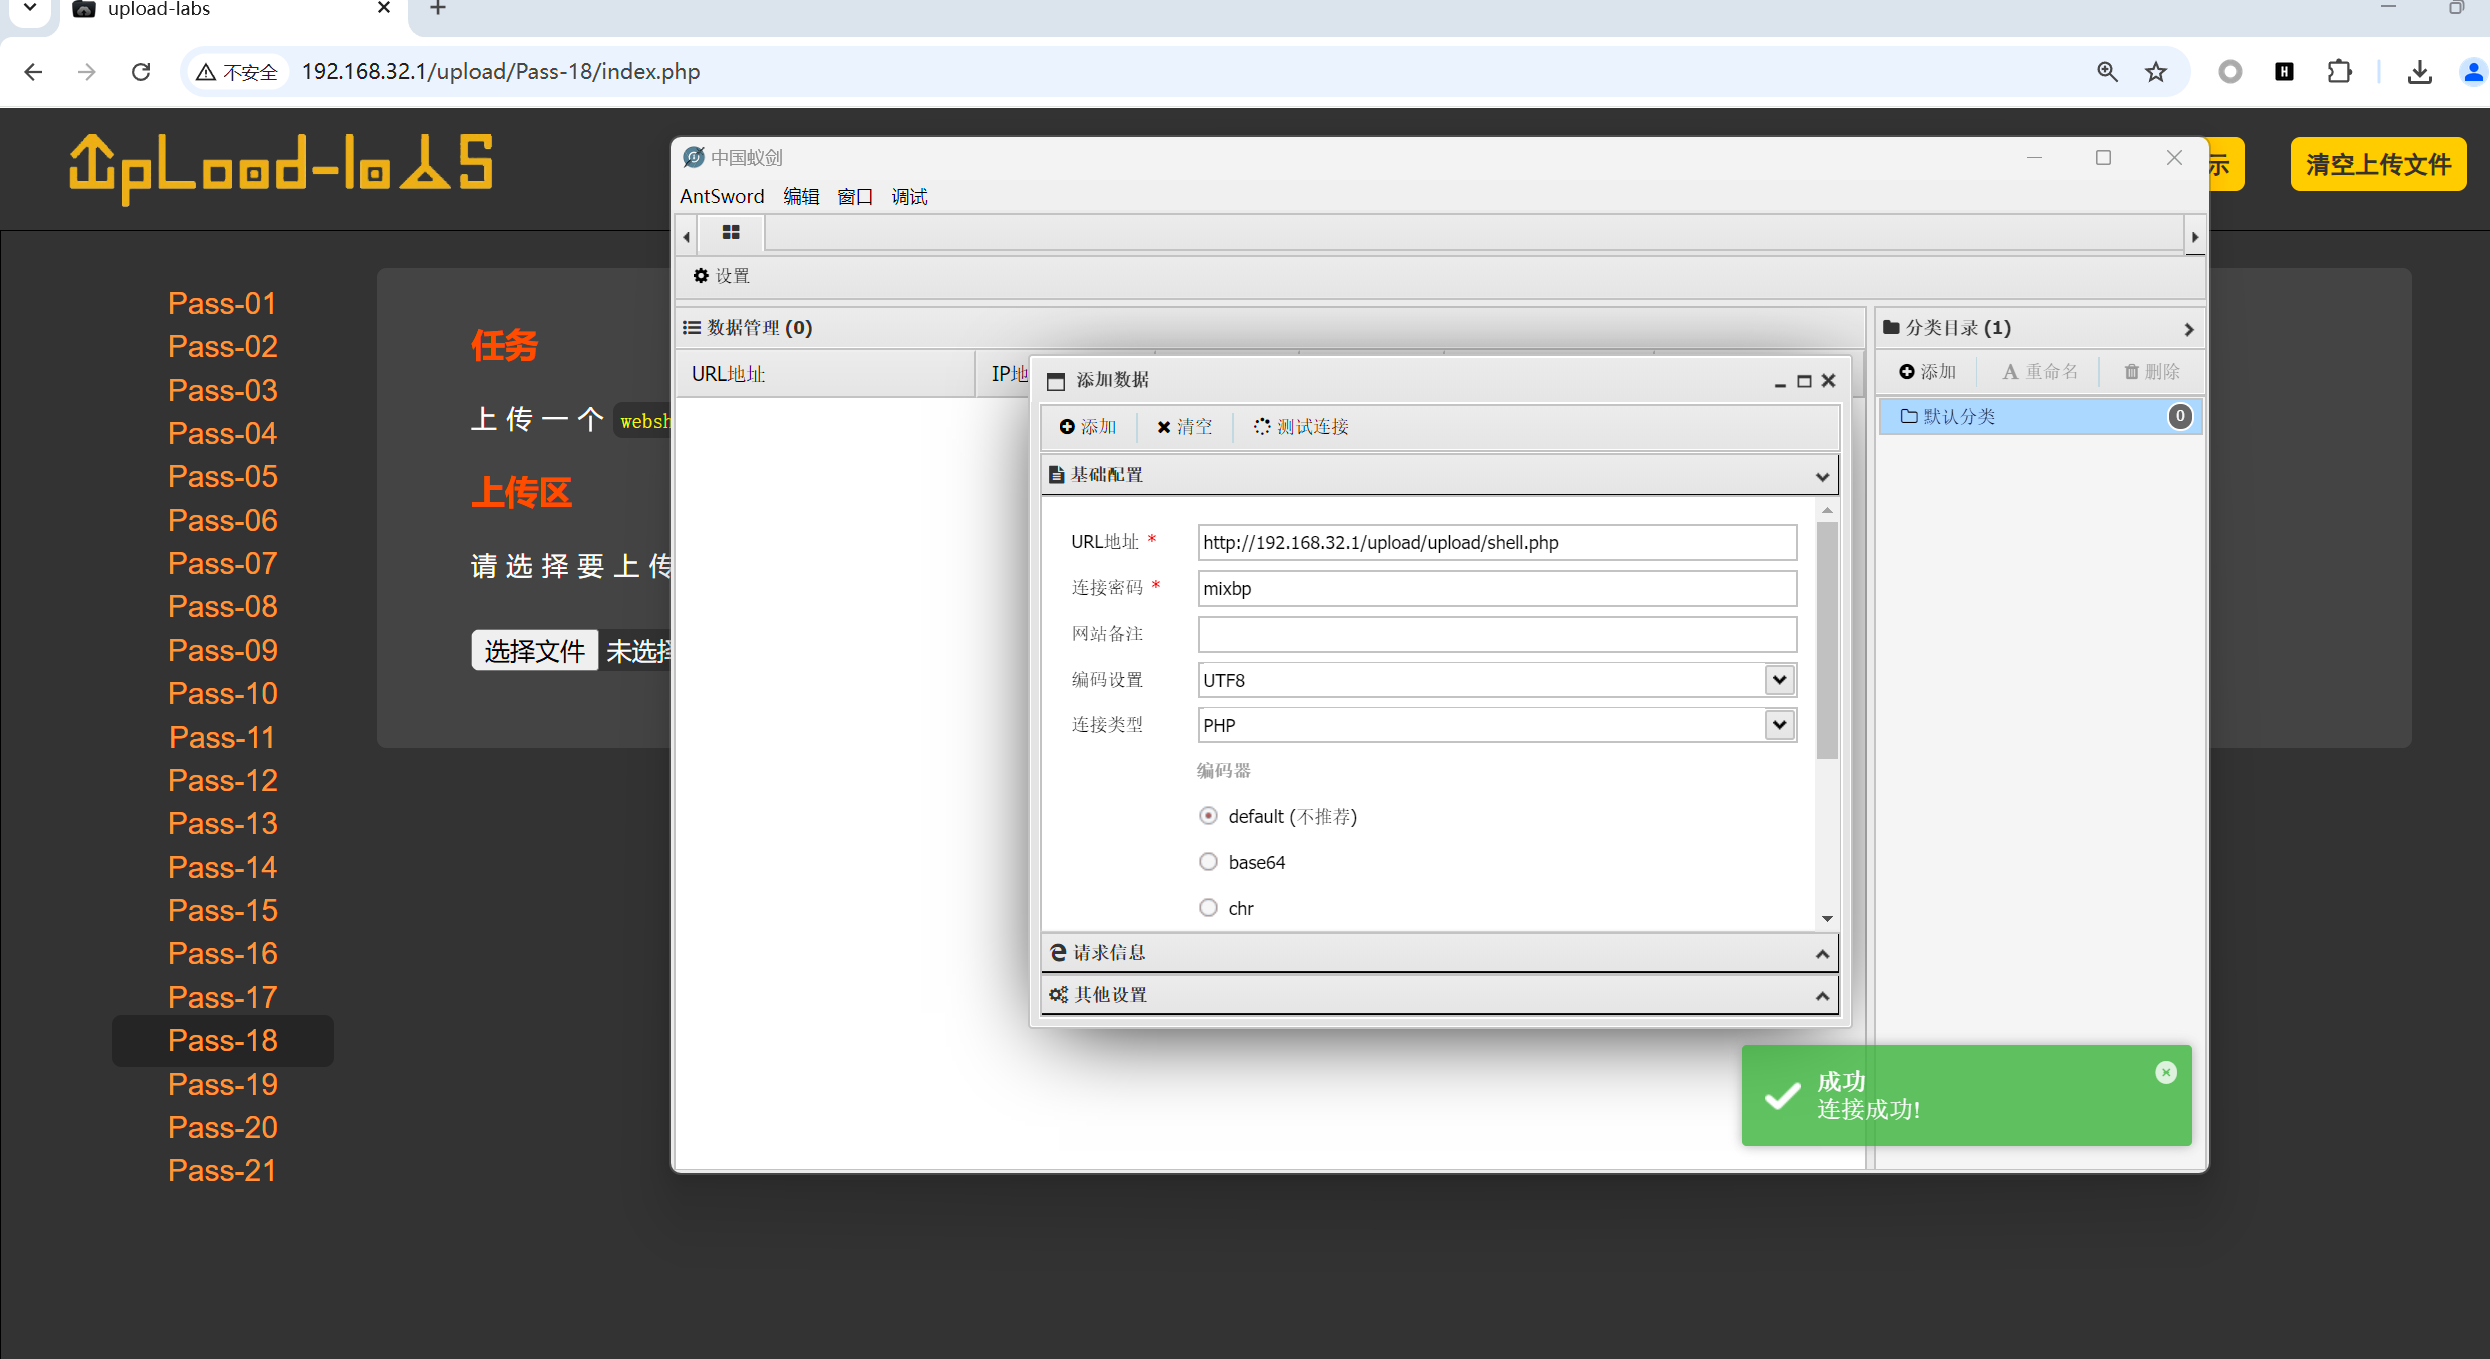 upload-labs
不安全 192.168.32.1/upload/Pass-18/index.php
upLoad-labs
示
清空上传文件
Pass-01
Pass-02
Pass-03
Pass-04
Pass-05
Pass-06
Pass-07
Pass-08
Pass-09
Pass-10
Pass-11
Pass-12
Pass-13
Pass-14
Pass-15
Pass-16
Pass-17
Pass-18
Pass-19
Pass-20
Pass-21
任务
上传一个 websh
上传区
请选择要上传
选择文件 未选择
中国蚁剑
AntSword 编辑 窗口 调试
设置
数据管理 (0)
URL地址 IP地
分类目录 (1)
添加 重命名 删除
默认分类 0
添加数据
添加 清空 测试连接
基础配置
URL地址 * http://192.168.32.1/upload/upload/shell.php
连接密码 * mixbp
网站备注
编码设置 UTF8
连接类型 PHP
编码器
default (不推荐)
base64
chr
请求信息
其他设置
成功
连接成功!